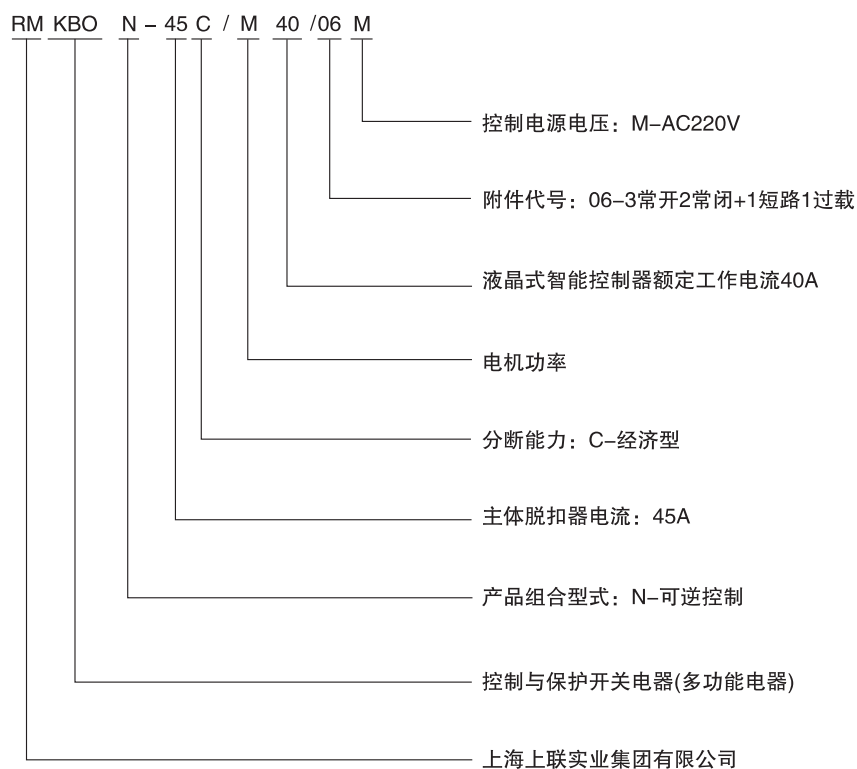 RM KBO N-45 C / M 40 /06 M
控制电源电压：M-AC220V
附件代号：06-3常开2常闭+1短路1过载
液晶式智能控制器额定工作电流40A
电机功率
分断能力：C-经济型
主体脱扣器电流：45A
产品组合型式：N-可逆控制
控制与保护开关电器(多功能电器)
上海上联实业集团有限公司